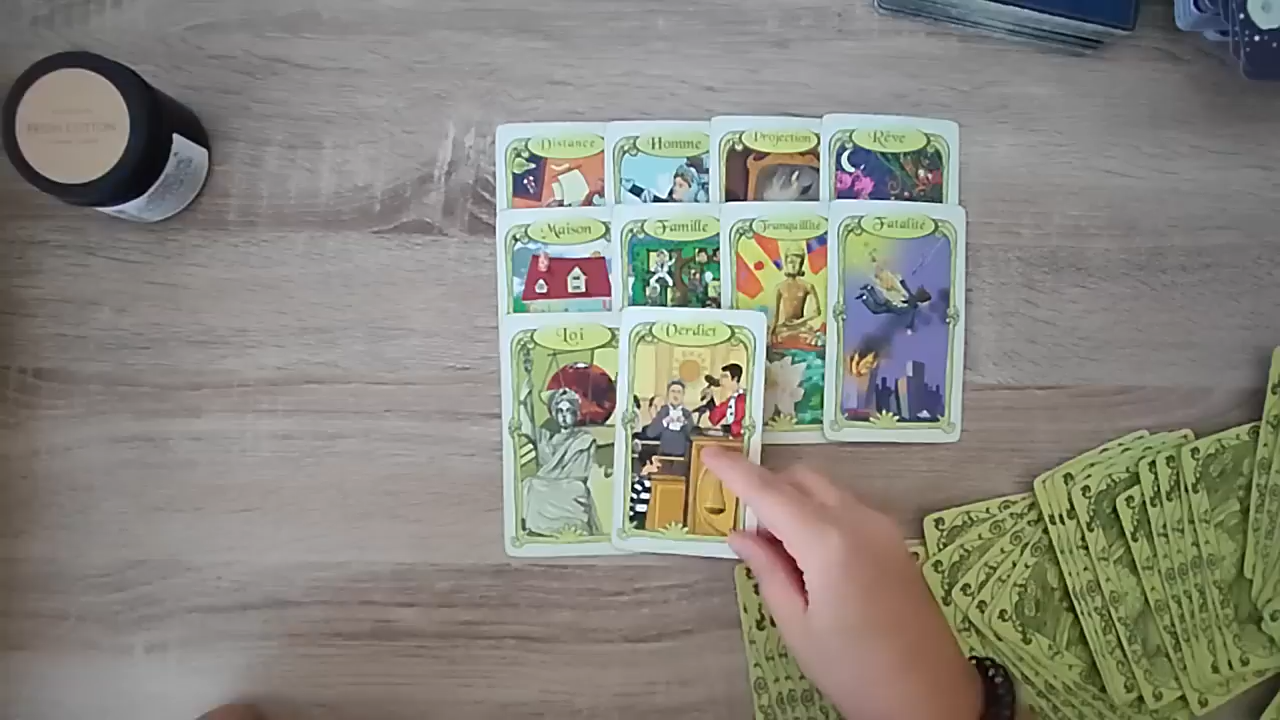 Distance
Homme
Projection
Rêve
Maison
Famille
Tranquillité
Fatalité
Loi
Verdict